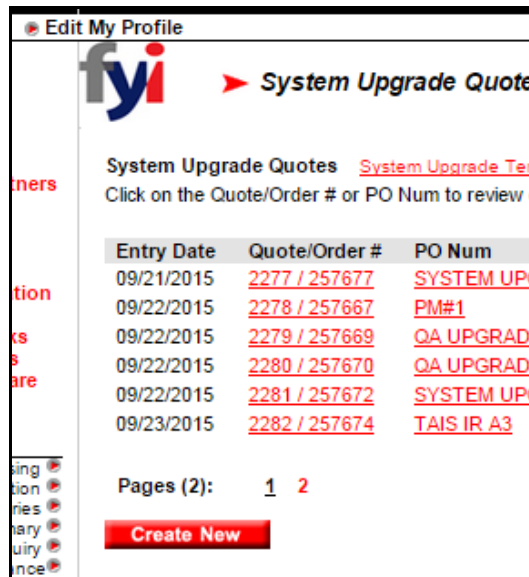 Edit My Profile
fyi
System Upgrade Quote
System Upgrade Quotes System Upgrade Ter
Click on the Quote/Order # or PO Num to review
Entry Date Quote/Order # PO Num
09/21/2015 2277 / 257677 SYSTEM UPG
09/22/2015 2278 / 257667 PM#1
09/22/2015 2279 / 257669 QA UPGRAD
09/22/2015 2280 / 257670 QA UPGRAD
09/22/2015 2281 / 257672 SYSTEM UPG
09/23/2015 2282 / 257674 TAIS IR A3
Pages (2): 1 2
Create New
tners
tion
ks
s
are
sing
tion
ries
nary
uiry
nce